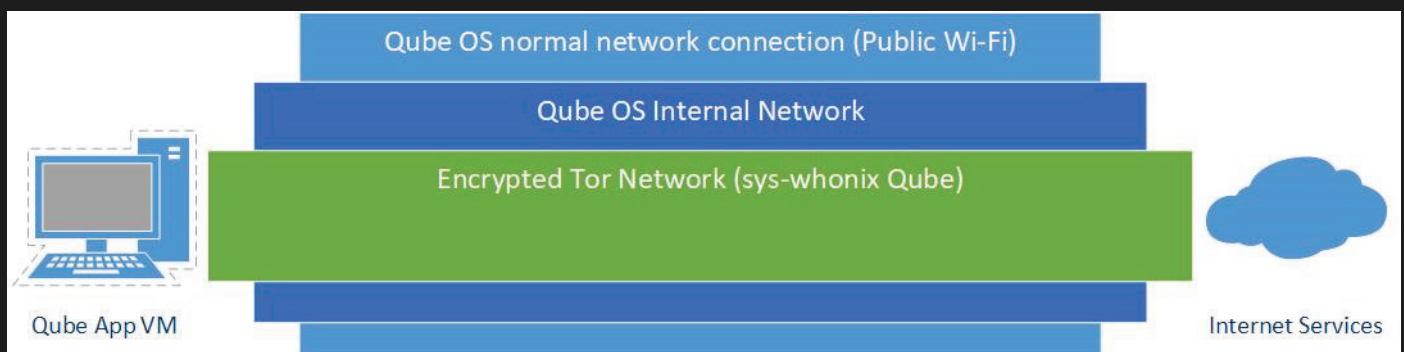 Qube OS normal network connection (Public Wi-Fi)
Qube OS Internal Network
Encrypted Tor Network (sys-whonix Qube)
Qube App VM
Internet Services